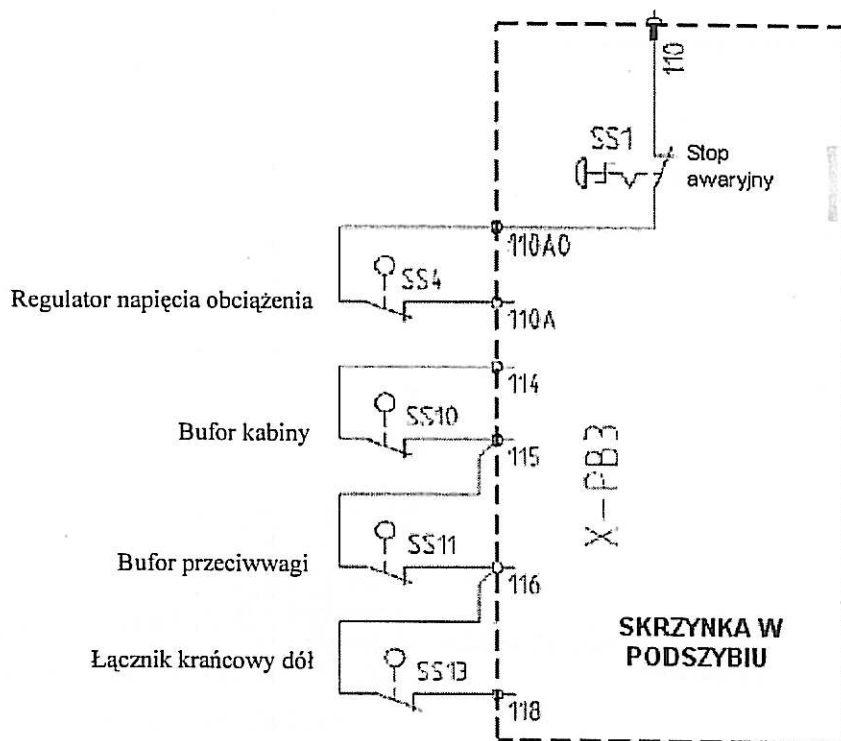 110
SS1
Stop
awaryjny
110A0
SS4
Regulator napięcia obciążenia
110A
114
SS10
Bufor kabiny
115
X-PB3
SS11
Bufor przeciwwagi
116
SKRZYNKA W
PODSZYBIU
Łącznik krańcowy dół
SS13
118